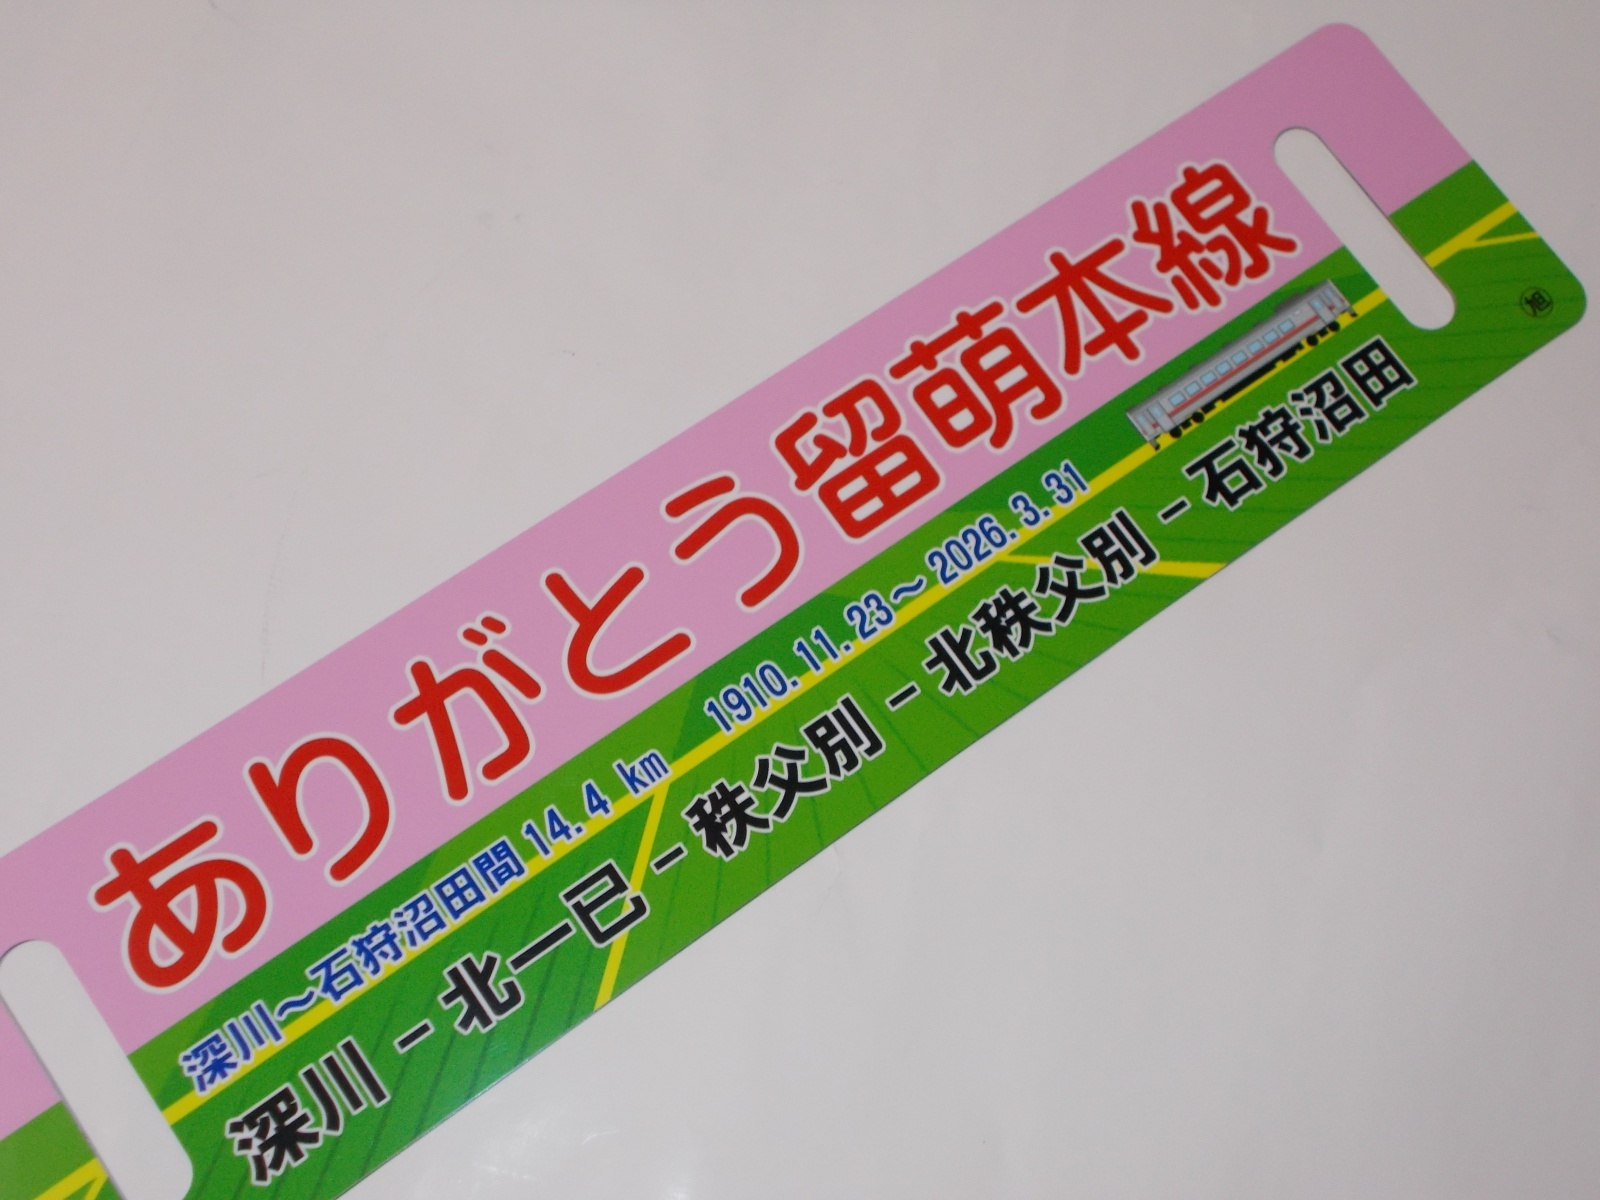 ありがとう留萌本線
深川～石狩沼田間 14.4 km 1910.11.23～2026.3.31
深川－北一已－秩父別－北秩父別－石狩沼田
旭